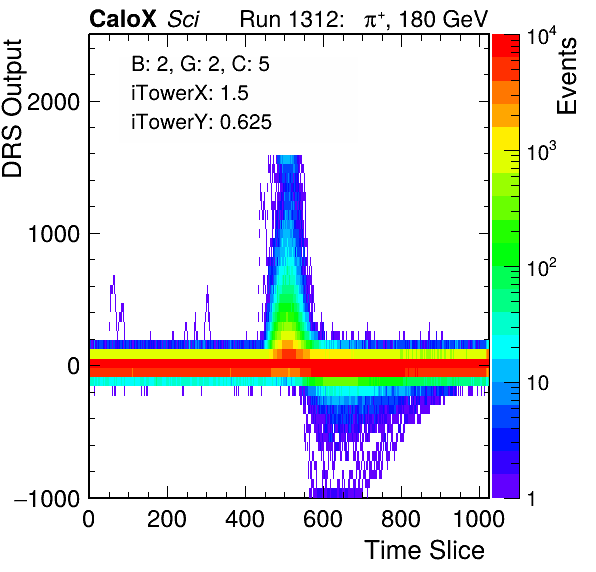 CaloX Sci Run 1312: π⁺, 180 GeV
B: 2, G: 2, C: 5
iTowerX: 1.5
iTowerY: 0.625
DRS Output
2000
1000
0
−1000
0 200 400 600 800 1000
Time Slice
Events
10⁴
10³
10²
10
1